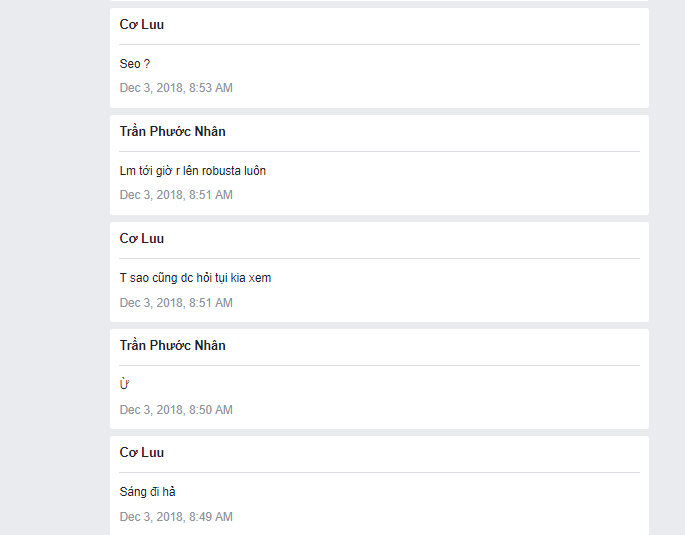 Cơ Luu
Seo ?
Dec 3, 2018, 8:53 AM
Trần Phước Nhân
Lm tới giờ r lên robusta luôn
Dec 3, 2018, 8:51 AM
Cơ Luu
T sao cũng dc hỏi tụi kia xem
Dec 3, 2018, 8:51 AM
Trần Phước Nhân
Ừ
Dec 3, 2018, 8:50 AM
Cơ Luu
Sáng đi hả
Dec 3, 2018, 8:49 AM